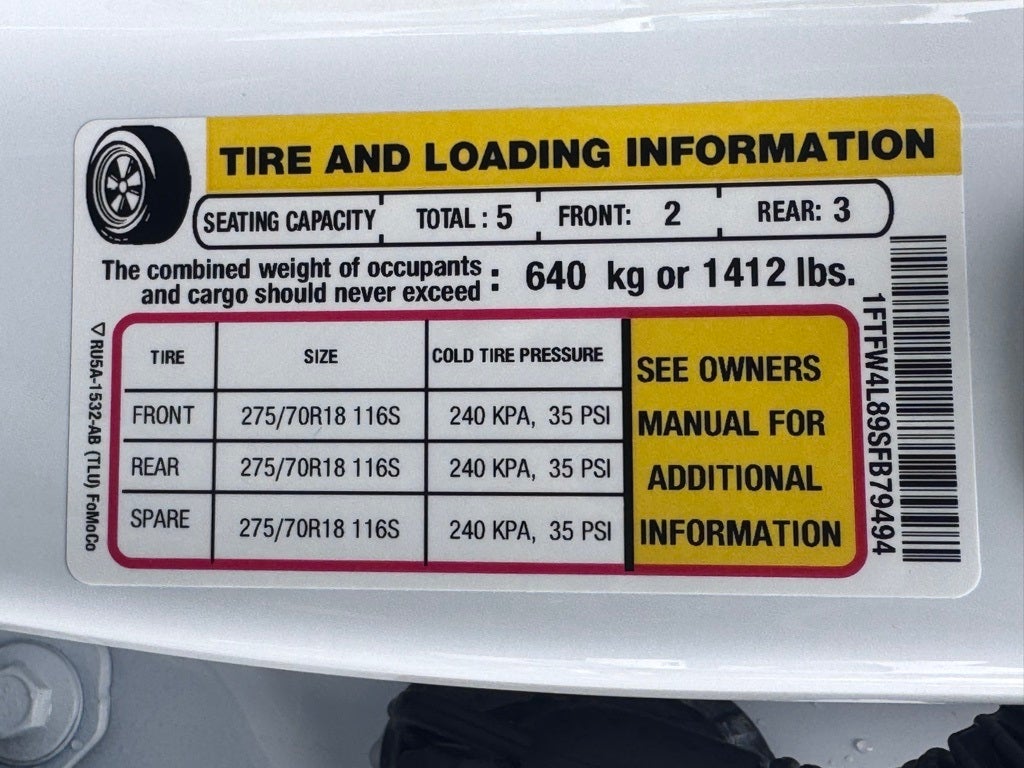 TIRE AND LOADING INFORMATION
SEATING CAPACITY TOTAL : 5 FRONT: 2 REAR: 3
The combined weight of occupants
and cargo should never exceed : 640 kg or 1412 lbs.
TIRE SIZE COLD TIRE PRESSURE
FRONT 275/70R18 116S 240 KPA, 35 PSI
REAR 275/70R18 116S 240 KPA, 35 PSI
SPARE 275/70R18 116S 240 KPA, 35 PSI
SEE OWNERS
MANUAL FOR
ADDITIONAL
INFORMATION
▽RU5A-1532-AB (TLU) FoMoCo
1FTFW4L89SFB79494